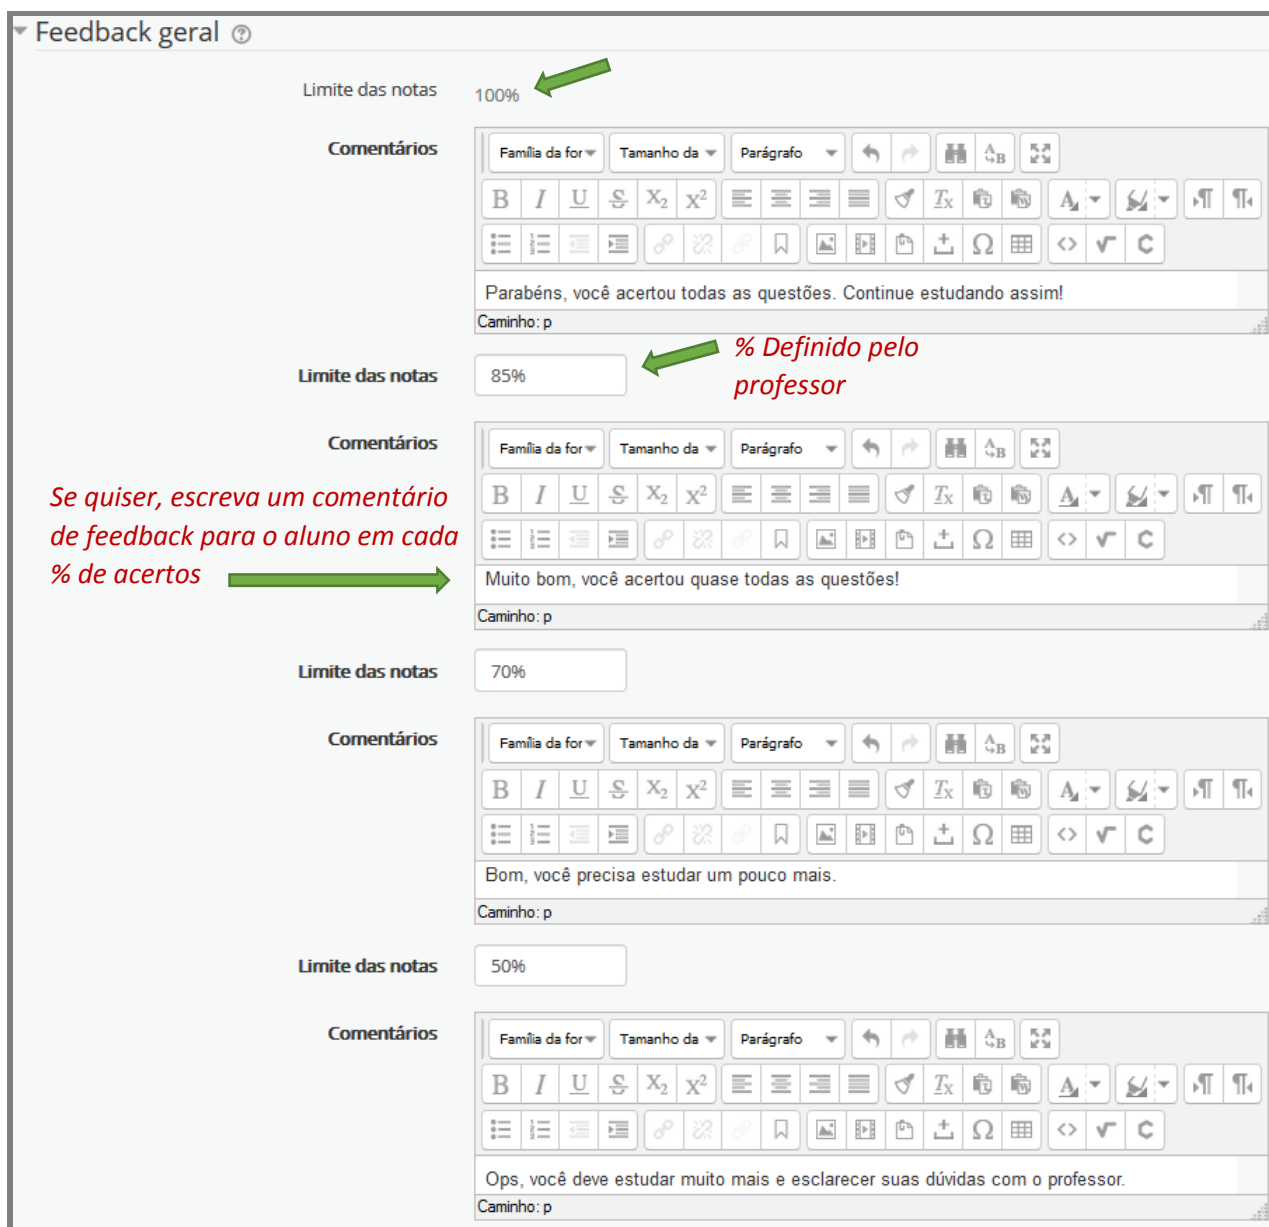 Feedback geral
Limite das notas 100%
Comentários
Família da for Tamanho da Parágrafo
Parabéns, você acertou todas as questões. Continue estudando assim!
Caminho: p
% Definido pelo
professor
Limite das notas 85%
Comentários
Família da for Tamanho da Parágrafo
Se quiser, escreva um comentário
de feedback para o aluno em cada
% de acertos
Muito bom, você acertou quase todas as questões!
Caminho: p
Limite das notas 70%
Comentários
Família da for Tamanho da Parágrafo
Bom, você precisa estudar um pouco mais.
Caminho: p
Limite das notas 50%
Comentários
Família da for Tamanho da Parágrafo
Ops, você deve estudar muito mais e esclarecer suas dúvidas com o professor.
Caminho: p